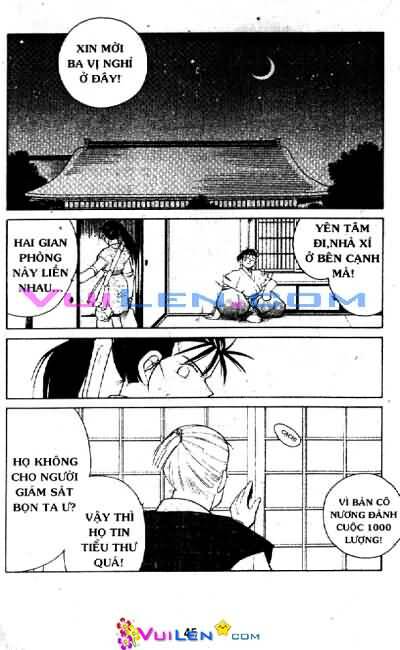 XIN MỜI
BA VỊ NGHỈ
Ở ĐÂY!
HAI GIAN
PHÒNG
NÀY LIỀN
NHAU...
YÊN TÂM
ĐI,NHÀ XÍ
Ở BÊN CẠNH
MÀ!
VUILEN.COM
HỌ KHÔNG
CHO NGƯỜI
GIÁM SÁT
BỌN TA Ư?
VẬY THÌ
HỌ TIN
TIỂU THƯ
QUÁ!
CẠCH
VÌ BẢN CÔ
NƯƠNG ĐÁNH
CUỘC 1000
LƯỢNG!
45
VUILEN.COM